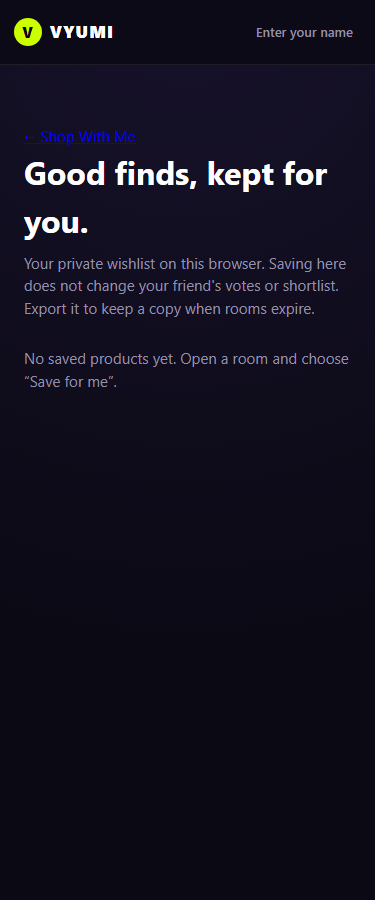 V VYUMI
Enter your name
← Shop With Me
Good finds, kept for
you.
Your private wishlist on this browser. Saving here
does not change your friend's votes or shortlist.
Export it to keep a copy when rooms expire.
No saved products yet. Open a room and choose
“Save for me”.